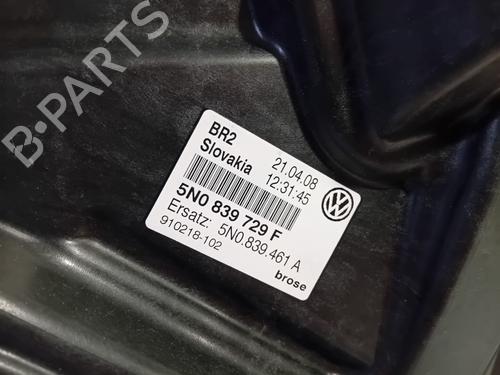 B-PARTS
BR2
21.04.08
Slovakia
12:31:45
5N0 839 729 F
Ersatz: 5N0.839.461 A
910218-102
brose